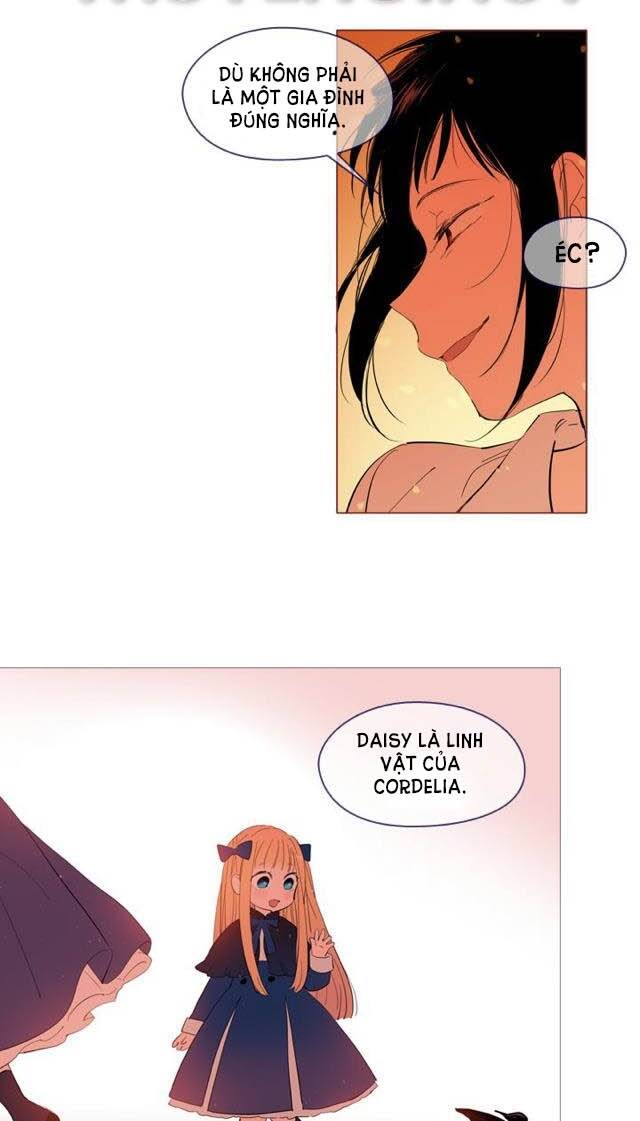 DÙ KHÔNG PHẢI
LÀ MỘT GIA ĐÌNH
ĐÚNG NGHĨA.
ÉC?
DAISY LÀ LINH
VẬT CỦA
CORDELIA.